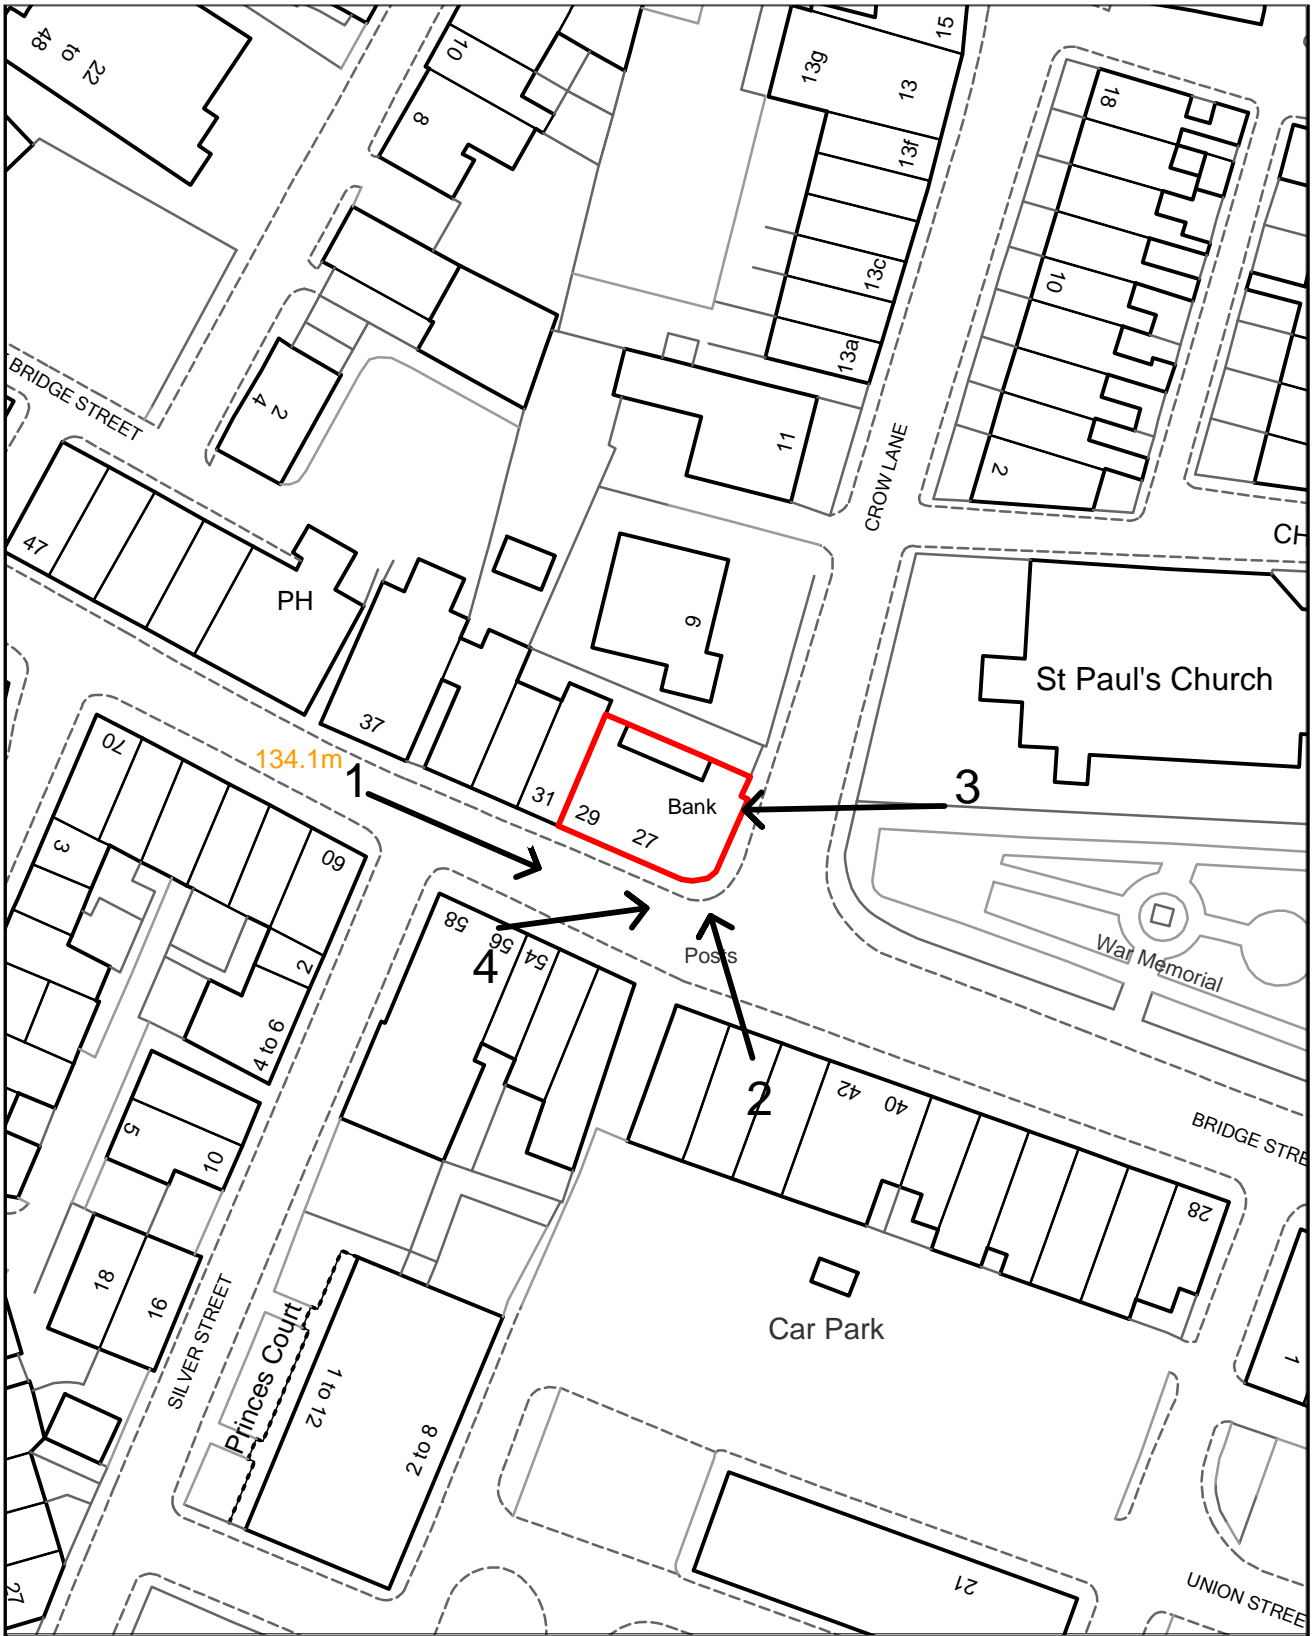 48
to
22
10
8
13g
13
15
13f
13c
13a
18
10
2
BRIDGE STREET
2
4
11
CROW LANE
47
PH
9
CH
St Paul's Church
37
70
134.1m
1
31
29
27
Bank
3
3
60
58
56
54
4
2
4 to 6
Posts
War Memorial
2
42
40
BRIDGE STRE
28
5
10
18
16
SILVER STREET
Princes Court
1 to 12
2 to 8
Car Park
1
21
27
UNION STREE